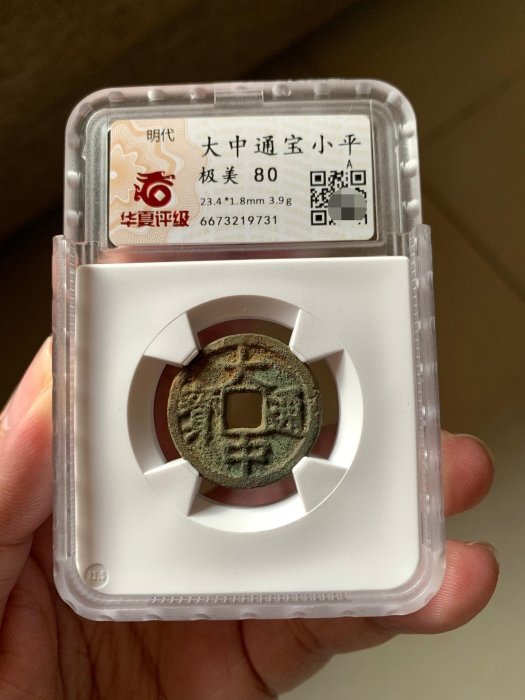 明代
大中通宝小平
极美 80
A
23.4*1.8mm 3.9g
6673219731
华夏评级
大中通寳